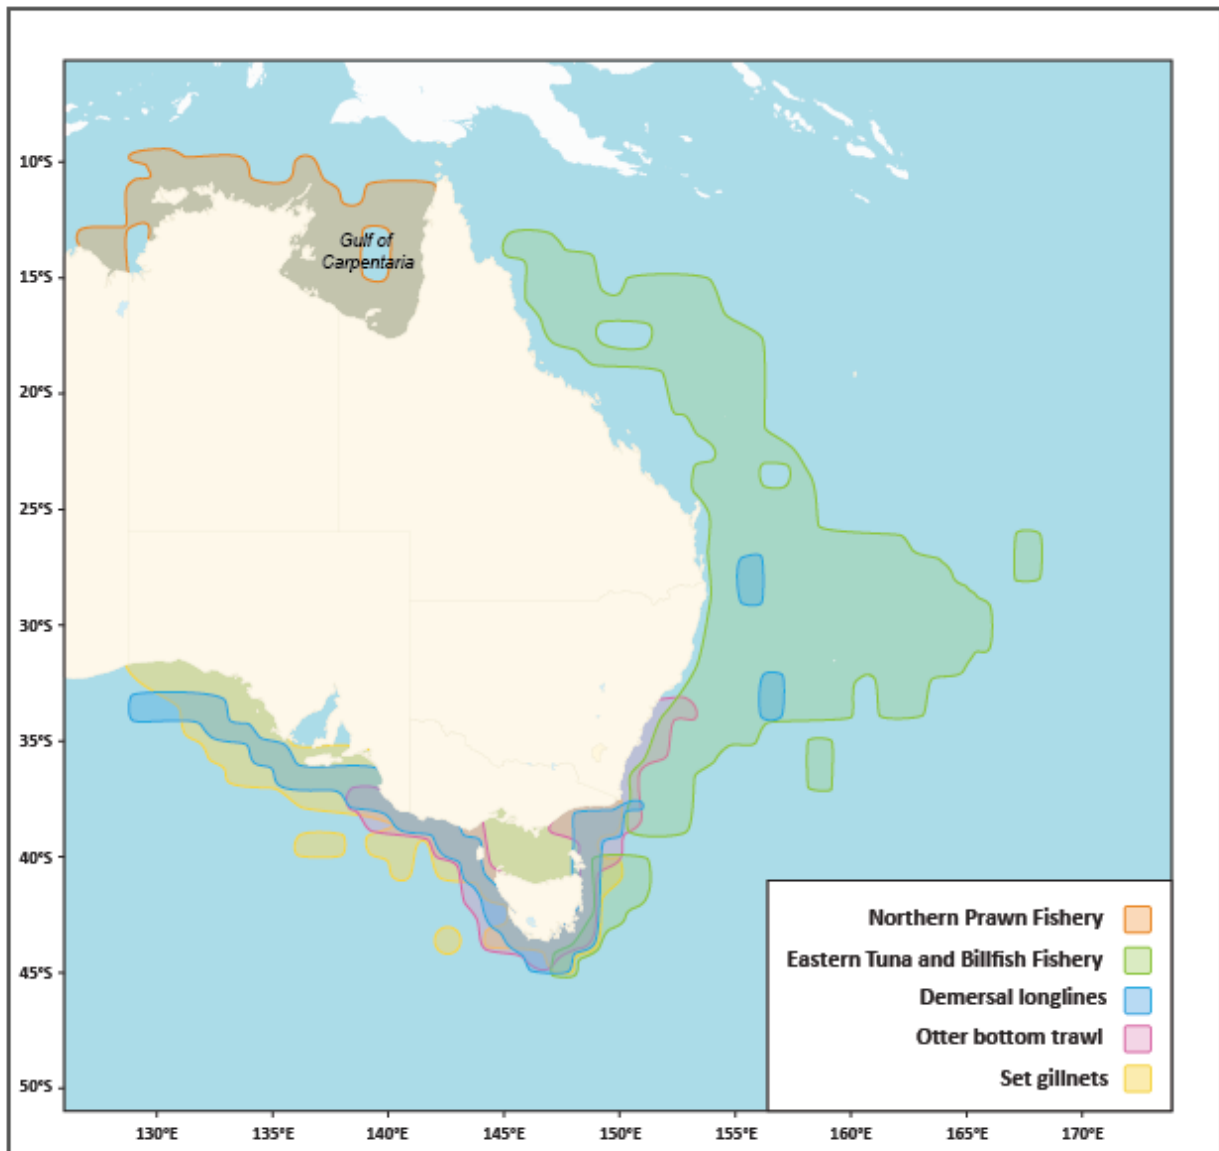 10°S
15°S
20°S
25°S
30°S
35°S
40°S
45°S
50°S
Gulf of
Carpentaria
Northern Prawn Fishery
Eastern Tuna and Billfish Fishery
Demersal longlines
Otter bottom trawl
Set gillnets
130°E 135°E 140°E 145°E 150°E 155°E 160°E 165°E 170°E